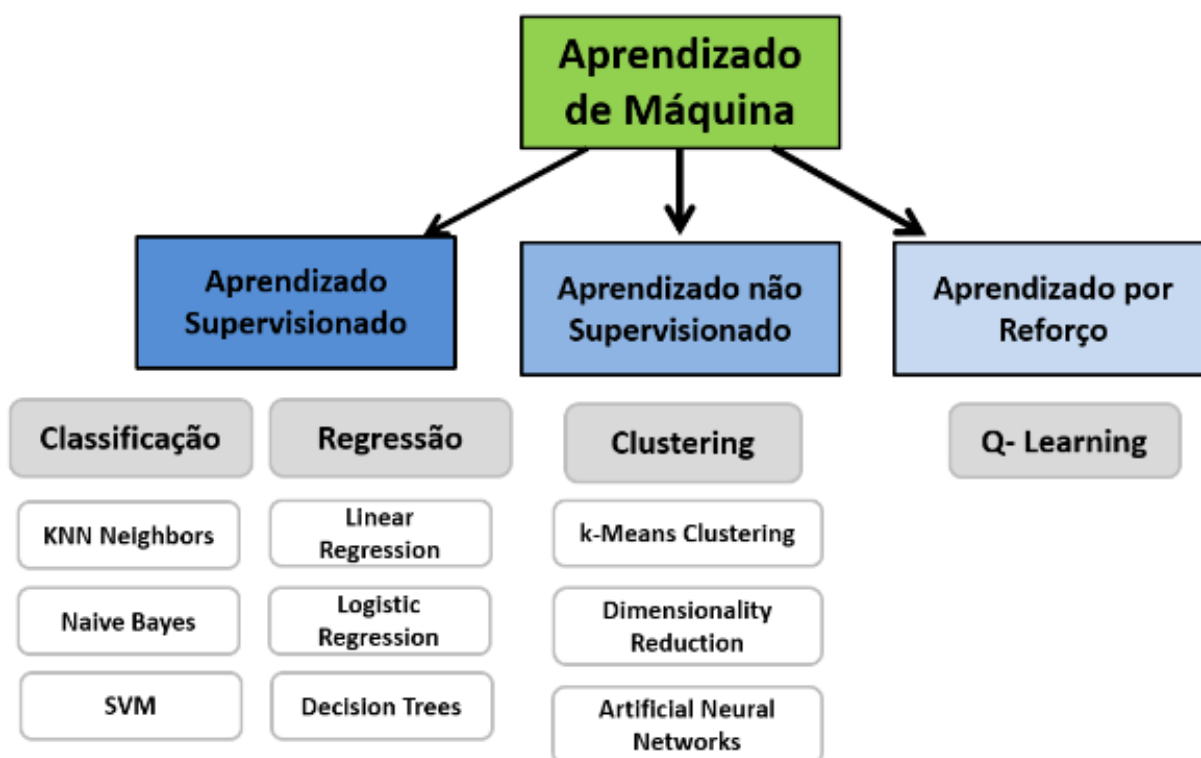 Aprendizado
de Máquina
Aprendizado
Supervisionado
Aprendizado não
Supervisionado
Aprendizado por
Reforço
Classificação
Regressão
Clustering
Q- Learning
KNN Neighbors
Linear
Regression
k-Means Clustering
Naive Bayes
Logistic
Regression
Dimensionality
Reduction
SVM
Decision Trees
Artificial Neural
Networks